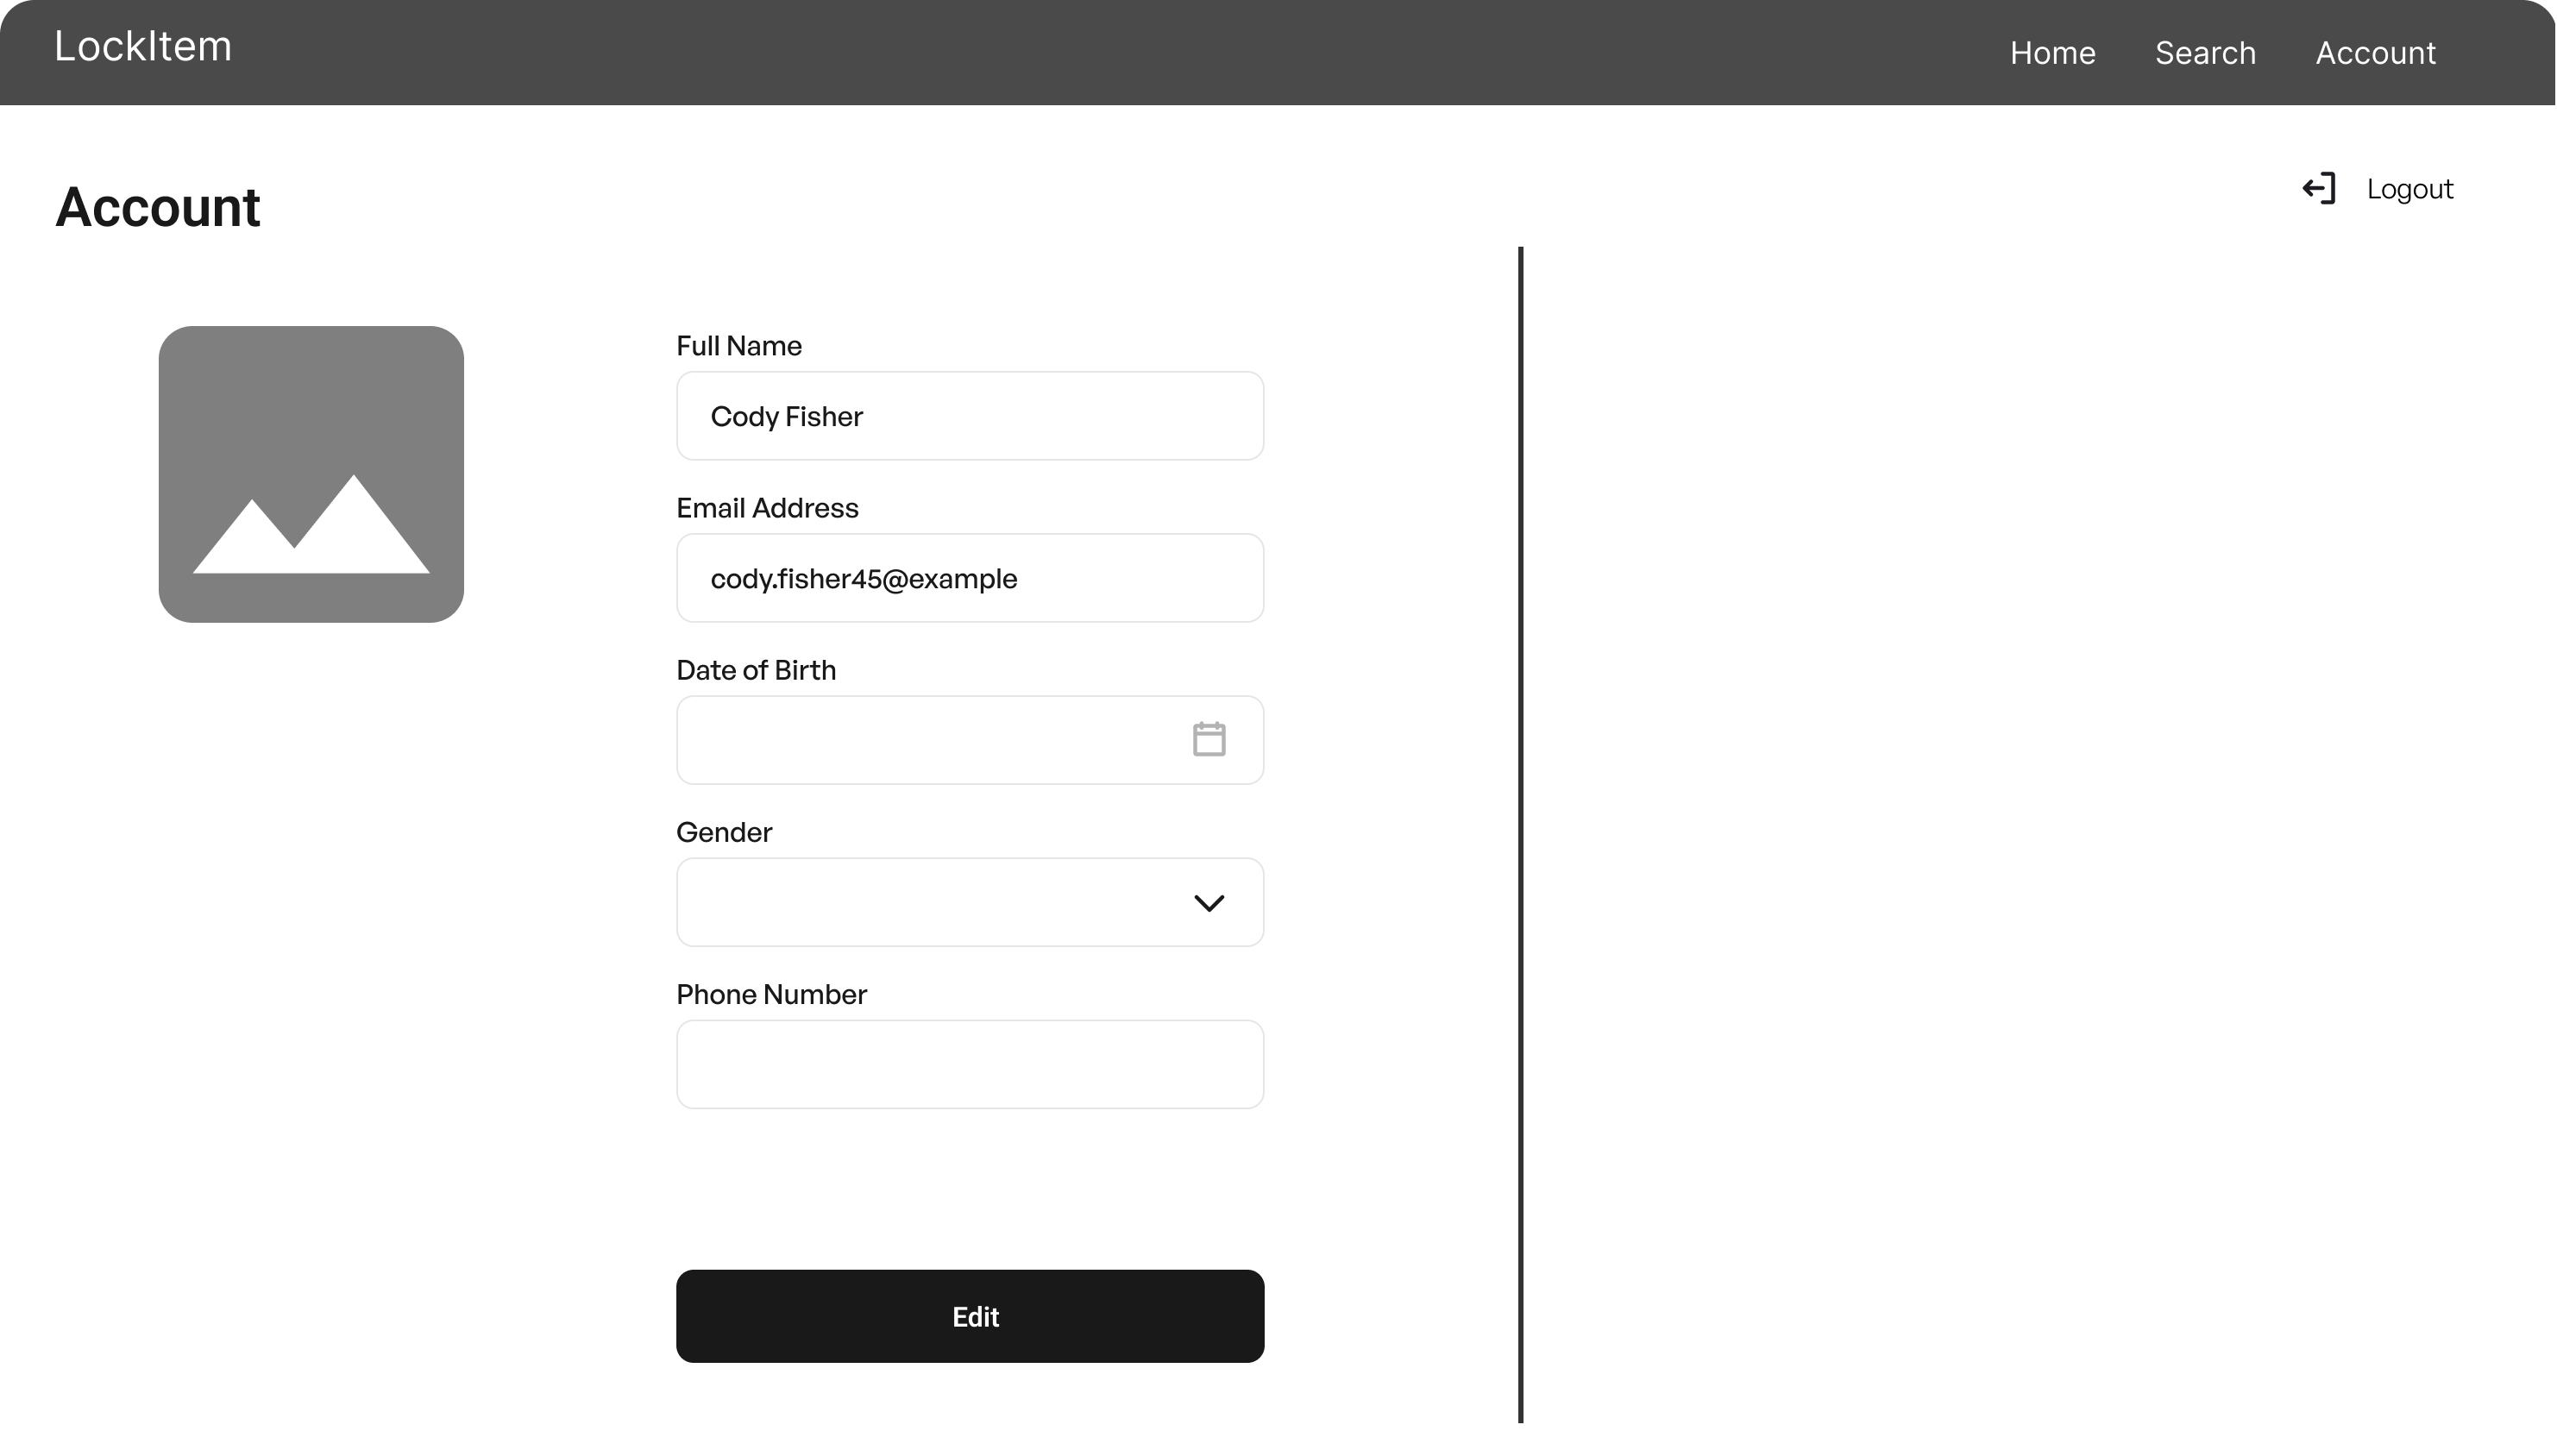 LockItem
Home Search Account
Account
Logout
Full Name
Cody Fisher
Email Address
cody.fisher45@example
Date of Birth
Gender
Phone Number
Edit